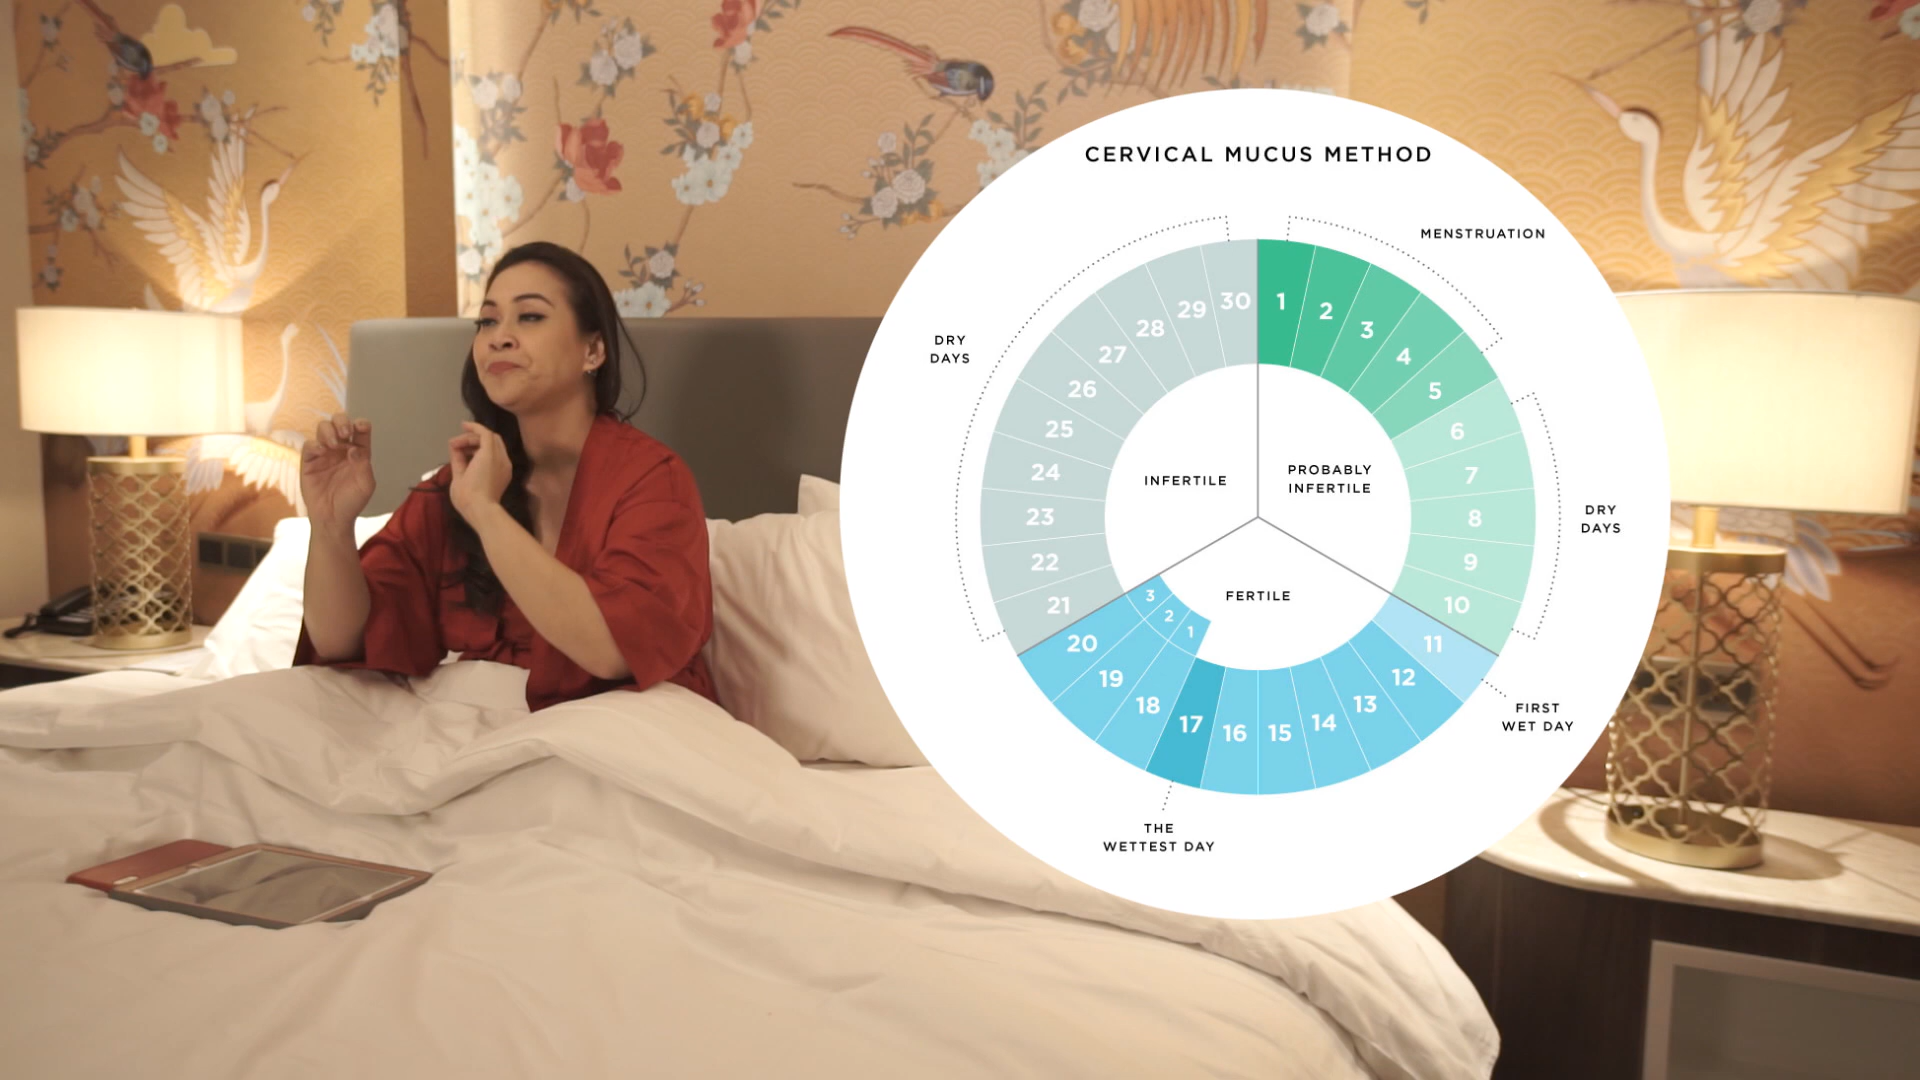 CERVICAL MUCUS METHOD
MENSTRUATION
DRY
DAYS
30
1
29
2
28
3
27
4
26
5
25
6
24
7
23
8
22
9
21
10
INFERTILE
PROBABLY
INFERTILE
DRY
DAYS
FERTILE
3
2
1
20
11
19
12
18
13
17
16
15
14
FIRST
WET DAY
THE
WETTEST DAY